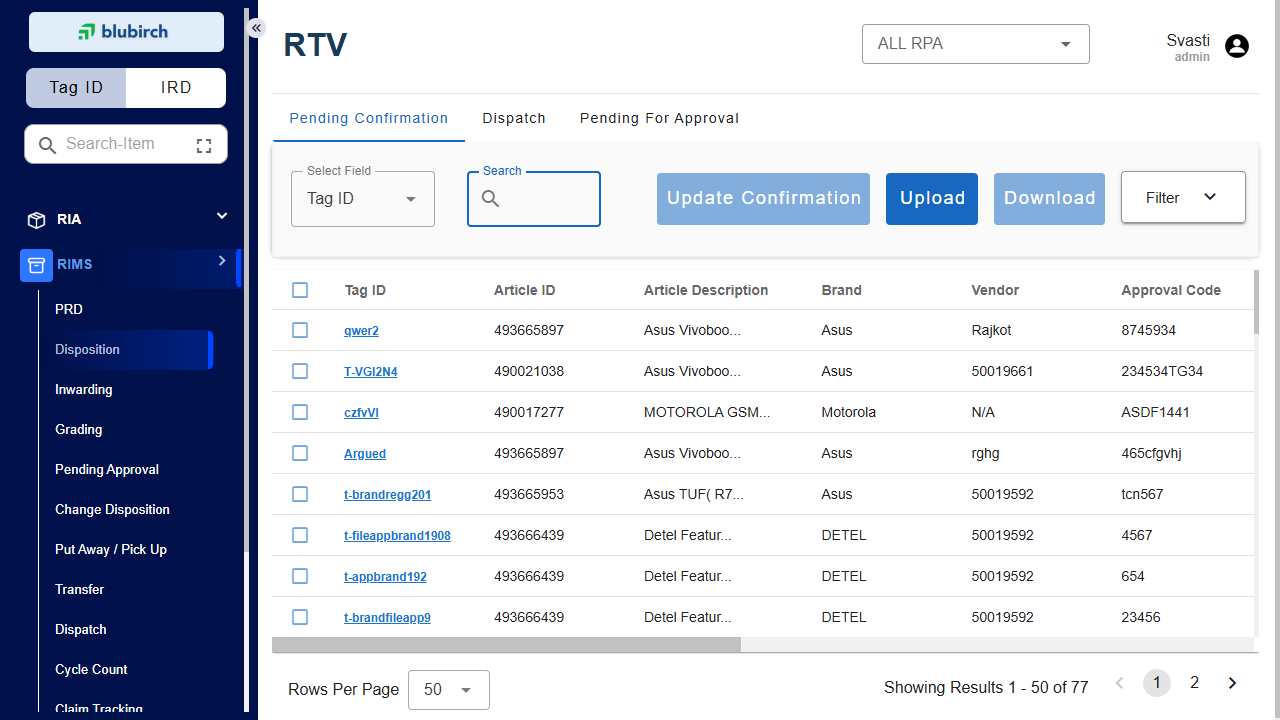 blubirch
Tag ID
IRD
Search-Item
RIA
RIMS
PRD
Disposition
Inwarding
Grading
Pending Approval
Change Disposition
Put Away / Pick Up
Transfer
Dispatch
Cycle Count
Claim Tracking
RTV
ALL RPA
Svasti
admin
Pending Confirmation
Dispatch
Pending For Approval
Select Field
Tag ID
Search
Update Confirmation
Upload
Download
Filter
Tag ID Article ID Article Description Brand Vendor Approval Code
qwer2 493665897 Asus Vivoboo... Asus Rajkot 8745934
T-VGI2N4 490021038 Asus Vivoboo... Asus 50019661 234534TG34
czfvVI 490017277 MOTOROLA GSM... Motorola N/A ASDF1441
Argued 493665897 Asus Vivoboo... Asus rghg 465cfgvhj
t-brandregg201 493665953 Asus TUF( R7... Asus 50019592 tcn567
t-fileappbrand1908 493666439 Detel Featur... DETEL 50019592 4567
t-appbrand192 493666439 Detel Featur... DETEL 50019592 654
t-brandfileapp9 493666439 Detel Featur... DETEL 50019592 23456
Rows Per Page 50
Showing Results 1 - 50 of 77
1 2